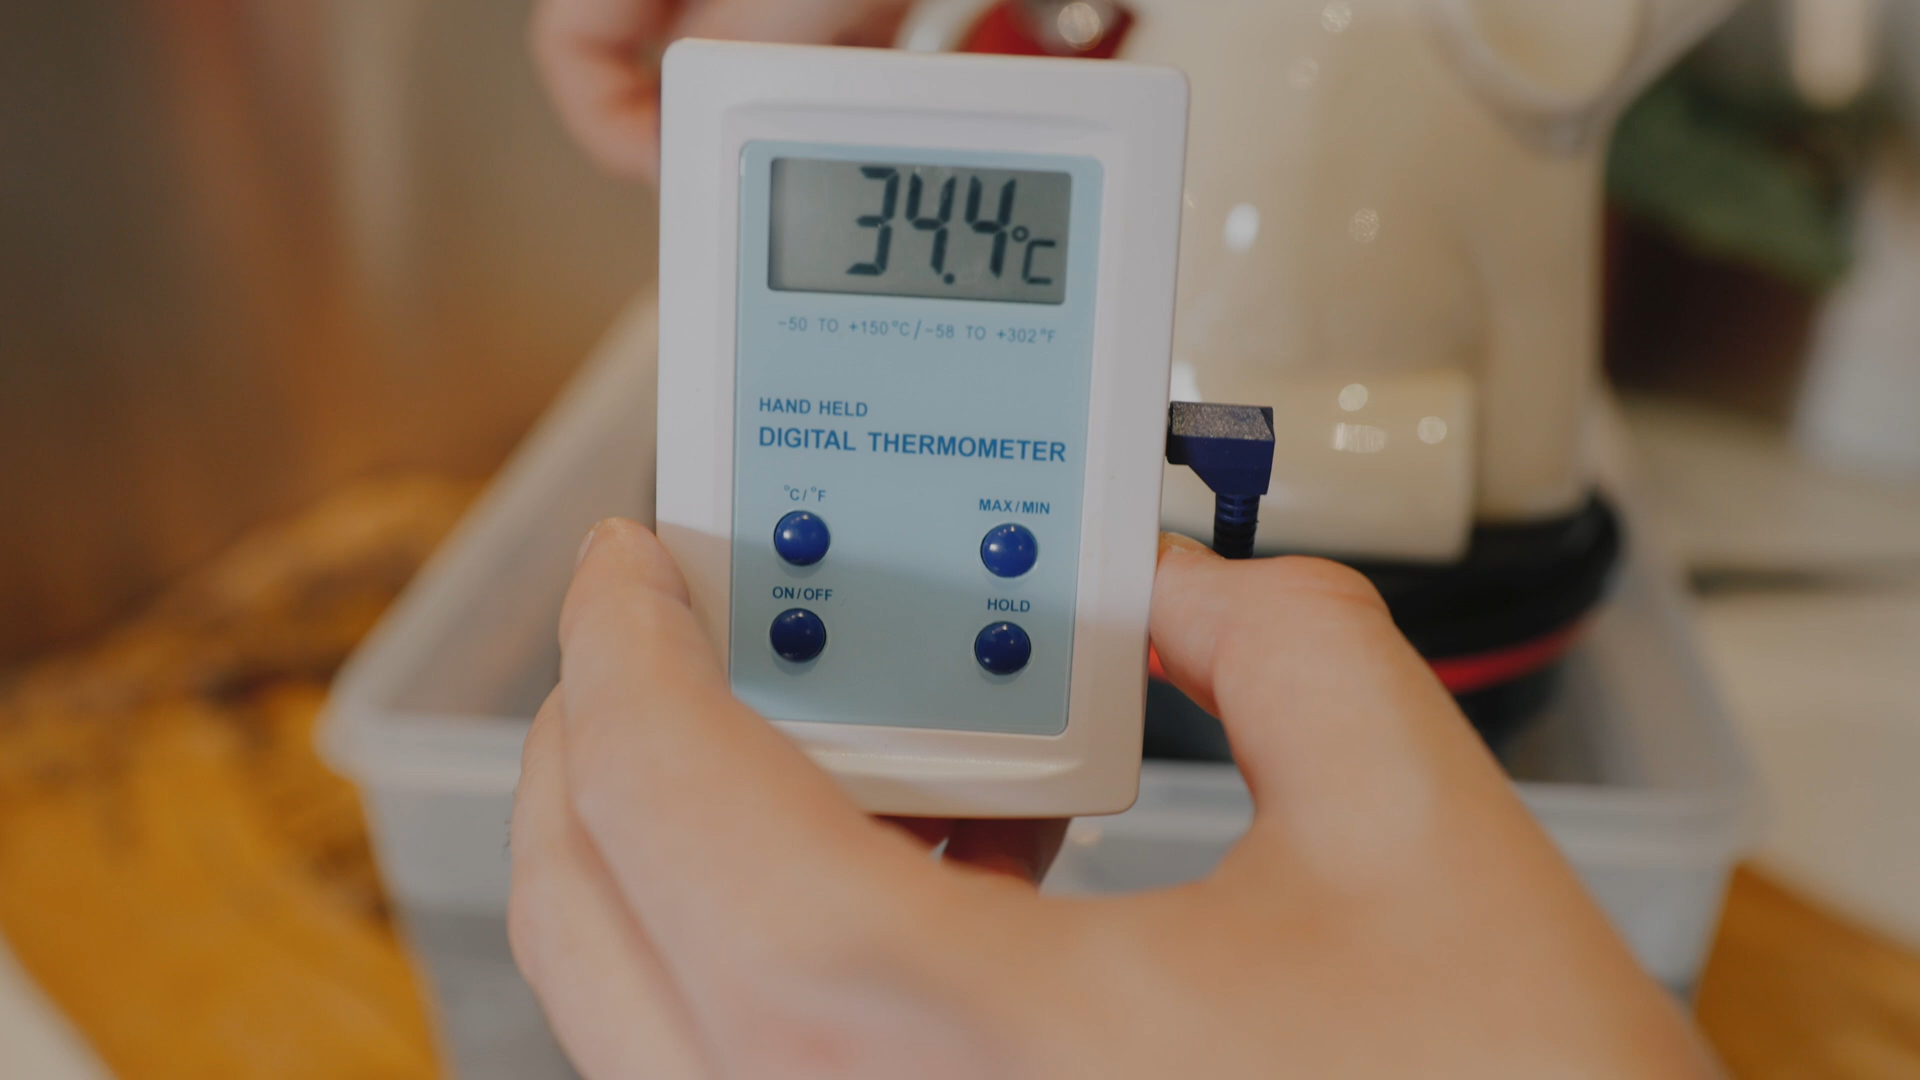 34.4°C
-50 TO +150°C/-58 TO +302°F
HAND HELD
DIGITAL THERMOMETER
°C/°F
MAX/MIN
ON/OFF
HOLD